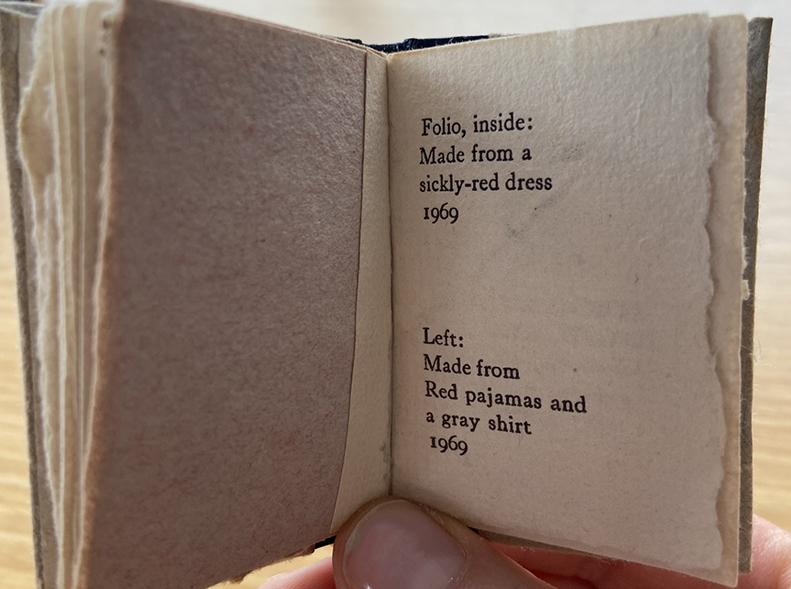 Folio, inside:
Made from a
sickly-red dress
1969
Left:
Made from
Red pajamas and
a gray shirt
1969